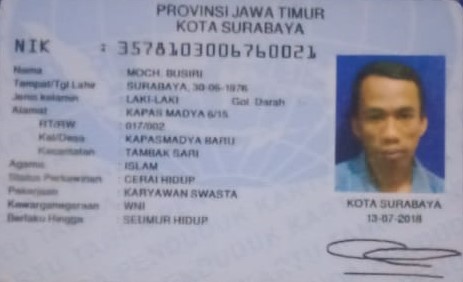 PROVINSI JAWA TIMUR
KOTA SURABAYA
NIK : 3578103006760021
Nama : MOCH. BUSIRI
Tempat/Tgl Lahir : SURABAYA, 30-06-1976
Jenis kelamin : LAKI-LAKI Gol. Darah
Alamat : KAPAS MADYA 6/15
RT/RW : 017/002
Kel/Desa : KAPASMADYA BARU
Kecamatan : TAMBAK SARI
Agama : ISLAM
Status Perkawinan : CERAI HIDUP
Pekerjaan : KARYAWAN SWASTA
Kewarganegaraan : WNI
Berlaku Hingga : SEUMUR HIDUP
KOTA SURABAYA
13-07-2018